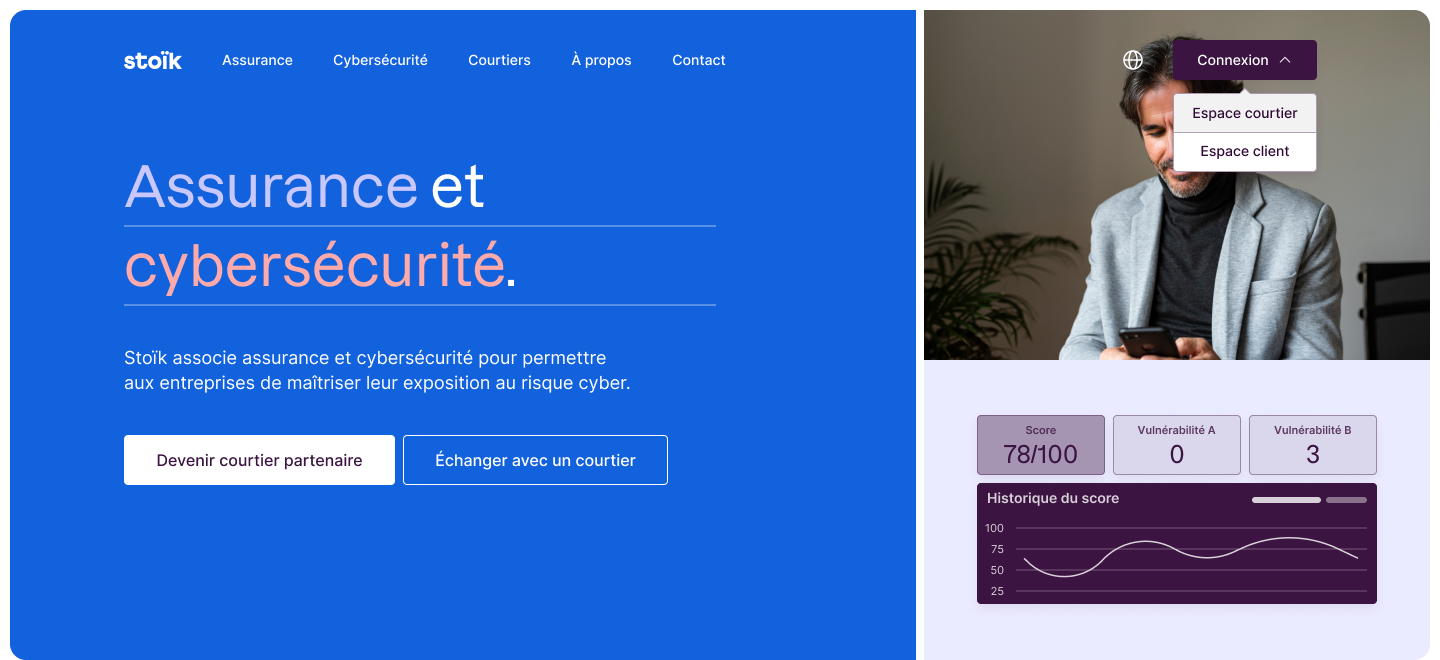 stoïk
Assurance
Cybersécurité
Courtiers
À propos
Contact
Connexion
Espace courtier
Espace client
Assurance et
cybersécurité.
Stoïk associe assurance et cybersécurité pour permettre
aux entreprises de maîtriser leur exposition au risque cyber.
Devenir courtier partenaire
Échanger avec un courtier
Score
78/100
Vulnérabilité A
0
Vulnérabilité B
3
Historique du score
100
75
50
25